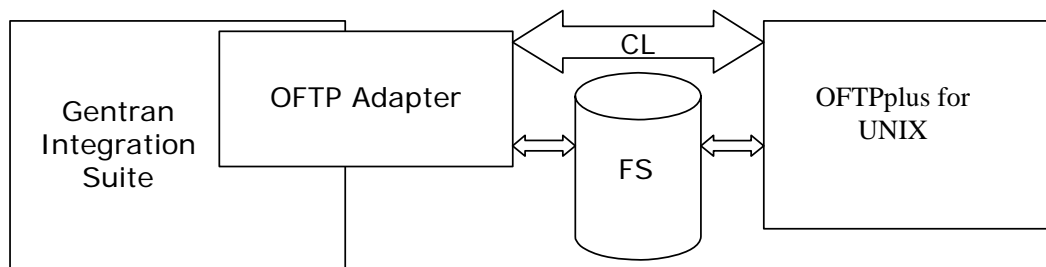 Gentran
Integration
Suite
OFTP Adapter
CL
FS
OFTPplus for
UNIX